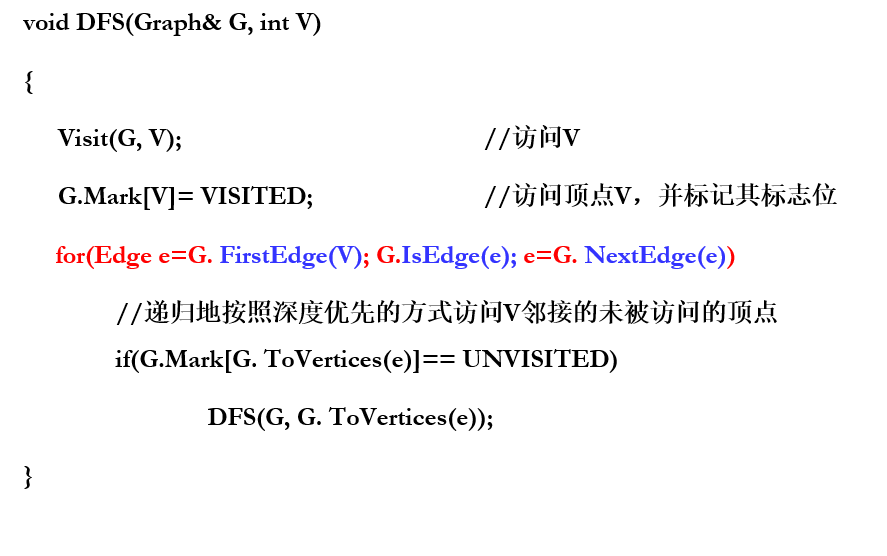 void DFS(Graph& G, int V)
{
Visit(G, V); //访问V
G.Mark[V]= VISITED; //访问顶点V，并标记其标志位
for(Edge e=G. FirstEdge(V); G.IsEdge(e); e=G. NextEdge(e))
//递归地按照深度优先的方式访问V邻接的未被访问的顶点
if(G.Mark[G. ToVertices(e)]== UNVISITED)
DFS(G, G. ToVertices(e));
}